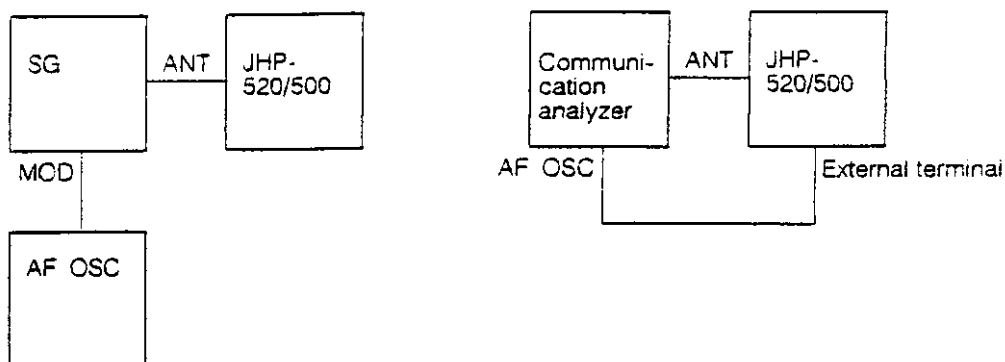 SG
ANT
JHP-
520/500
MOD
AF OSC
Communi-
cation
analyzer
ANT
JHP-
520/500
AF OSC
External terminal